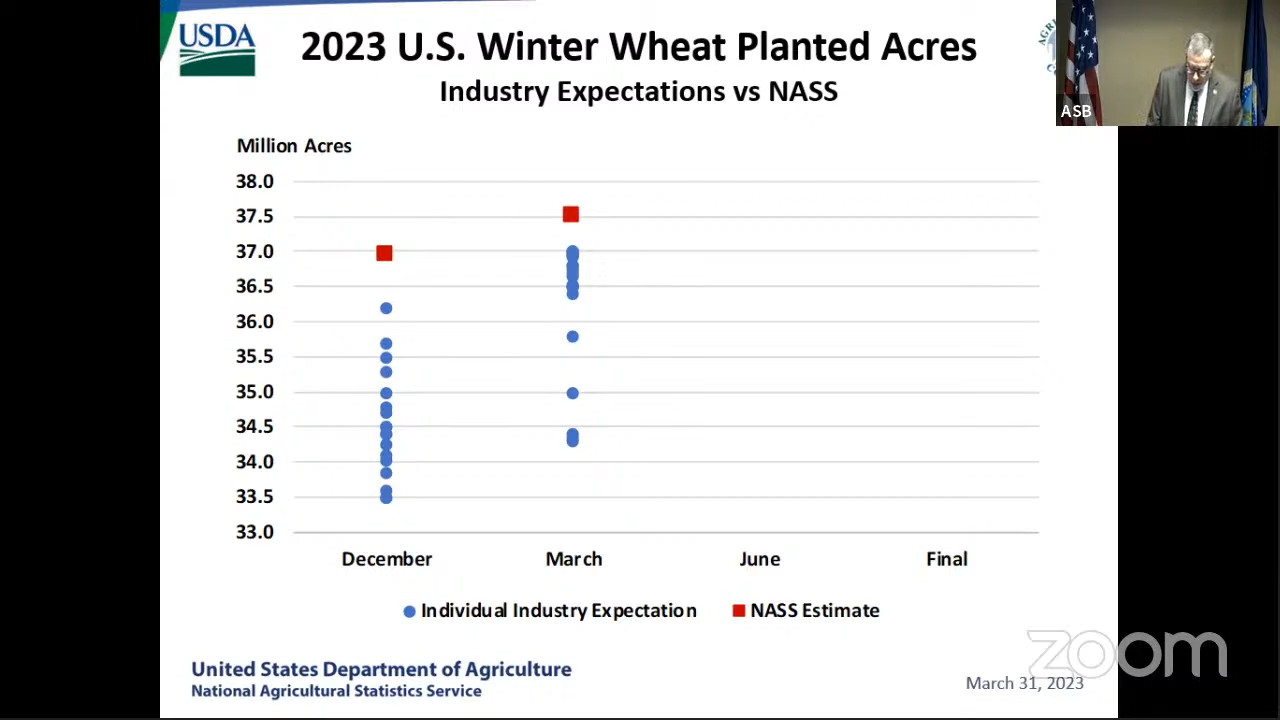 USDA
2023 U.S. Winter Wheat Planted Acres
Industry Expectations vs NASS
ASB
Million Acres
38.0
37.5
37.0
36.5
36.0
35.5
35.0
34.5
34.0
33.5
33.0
December March June Final
Individual Industry Expectation NASS Estimate
United States Department of Agriculture
National Agricultural Statistics Service
zoom
March 31, 2023